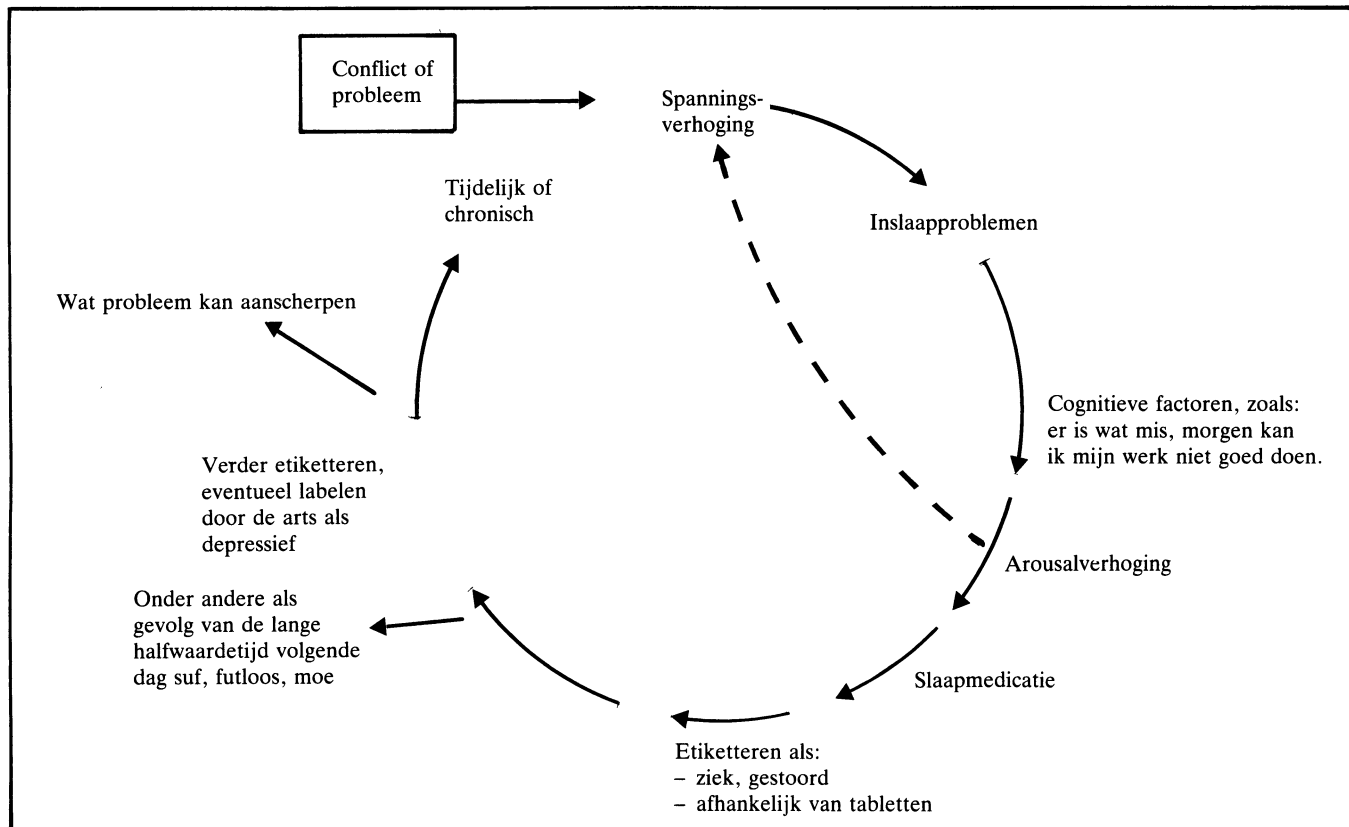 Conflict of
probleem
Spannings-
verhoging
Tijdelijk of
chronisch
Inslaapproblemen
Wat probleem kan aanscherpen
Cognitieve factoren, zoals:
er is wat mis, morgen kan
ik mijn werk niet goed doen.
Verder etiketteren,
eventueel labelen
door de arts als
depressief
Arousalverhoging
Onder andere als
gevolg van de lange
halfwaardetijd volgende
dag suf, futloos, moe
Slaapmedicatie
Etiketteren als:
– ziek, gestoord
– afhankelijk van tabletten